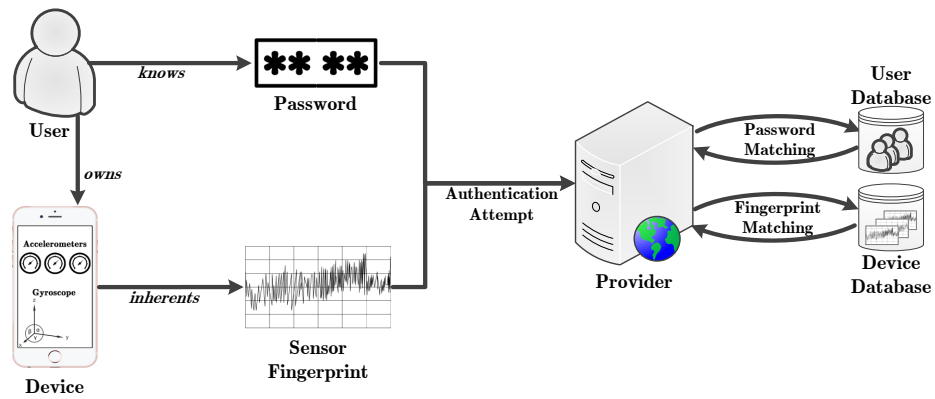 User
knows
** **
Password
owns
Accelerometers
Gyroscope
z
β
α
γ
x
y
Device
inherents
Sensor
Fingerprint
Authentication
Attempt
Provider
Password
Matching
Fingerprint
Matching
User
Database
Device
Database